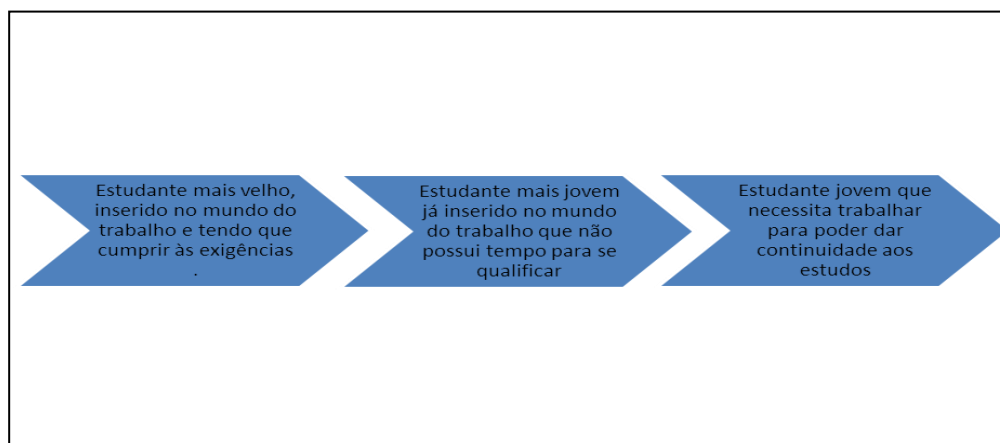 Estudante mais velho,
inserido no mundo do
trabalho e tendo que
cumprir às exigências
.
Estudante mais jovem
já inserido no mundo
do trabalho que não
possui tempo para se
qualificar
Estudante jovem que
necessita trabalhar
para poder dar
continuidade aos
estudos